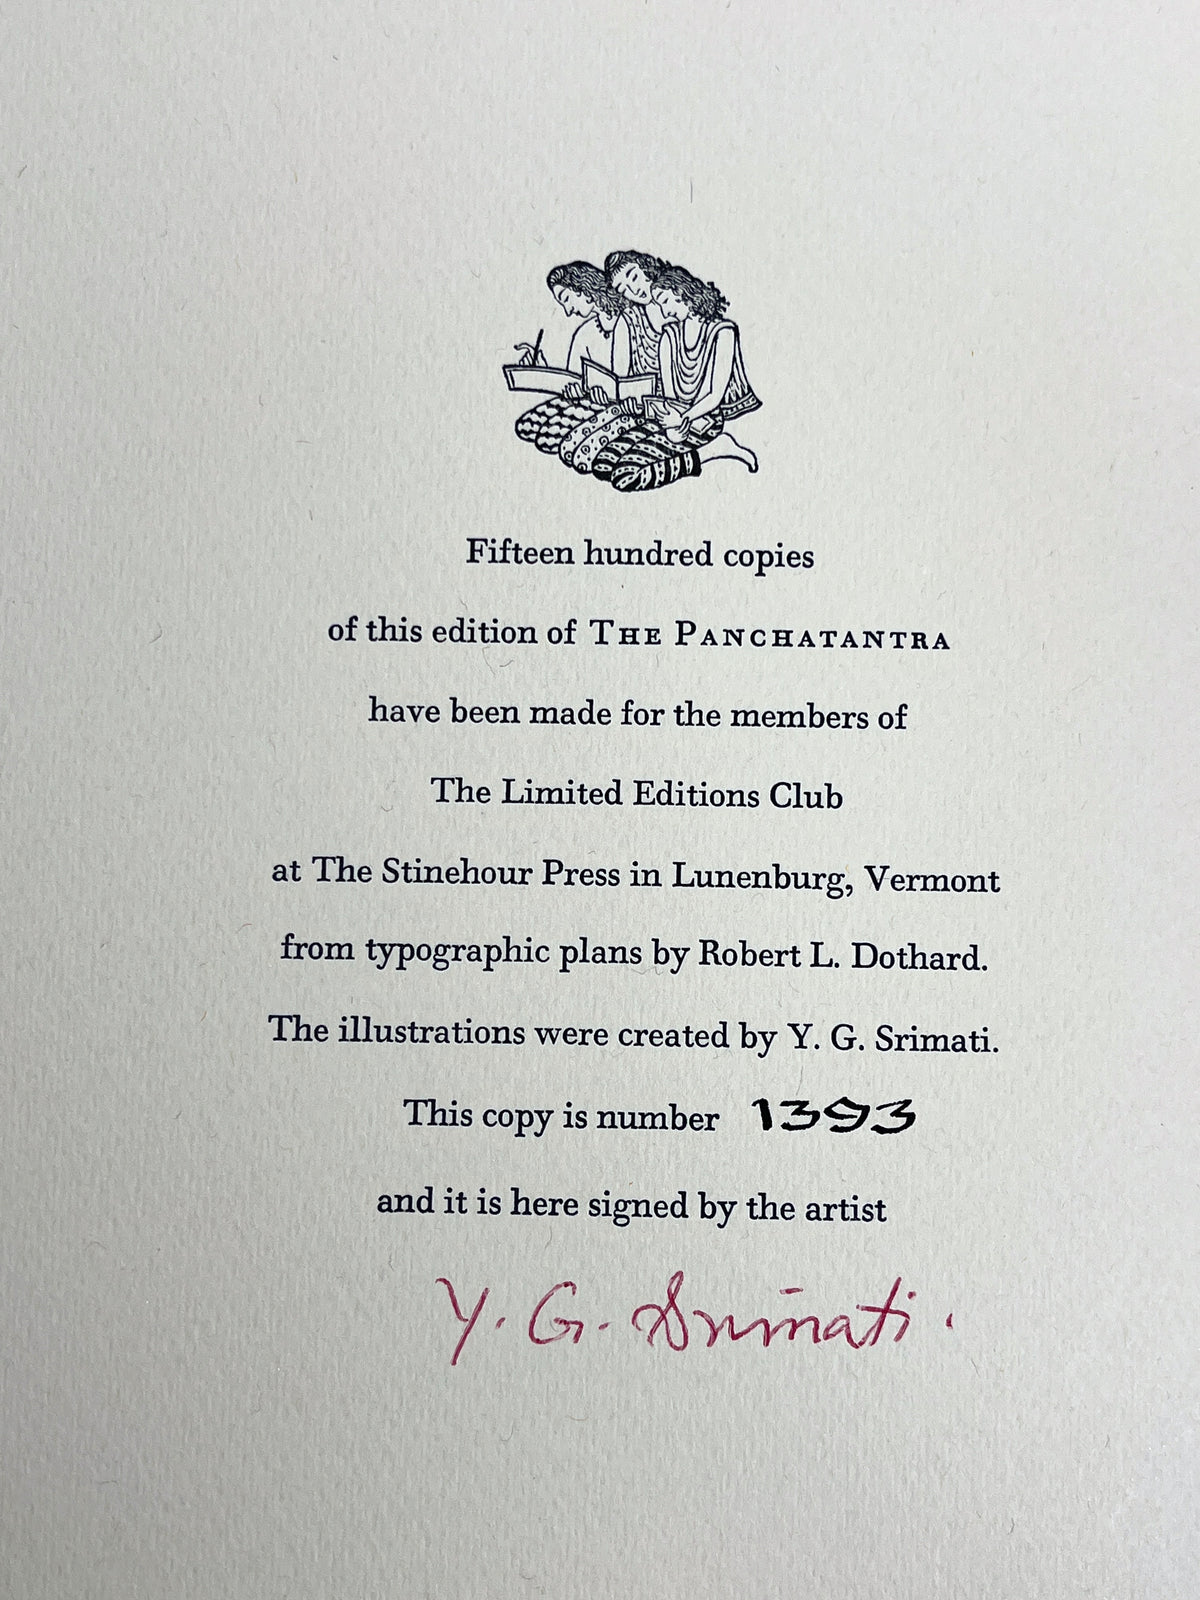 Fifteen hundred copies
of this edition of THE PANCHATANTRA
have been made for the members of
The Limited Editions Club
at The Stinehour Press in Lunenburg, Vermont
from typographic plans by Robert L. Dothard.
The illustrations were created by Y. G. Srimati.
This copy is number 1393
and it is here signed by the artist
Y. G. Srimati.